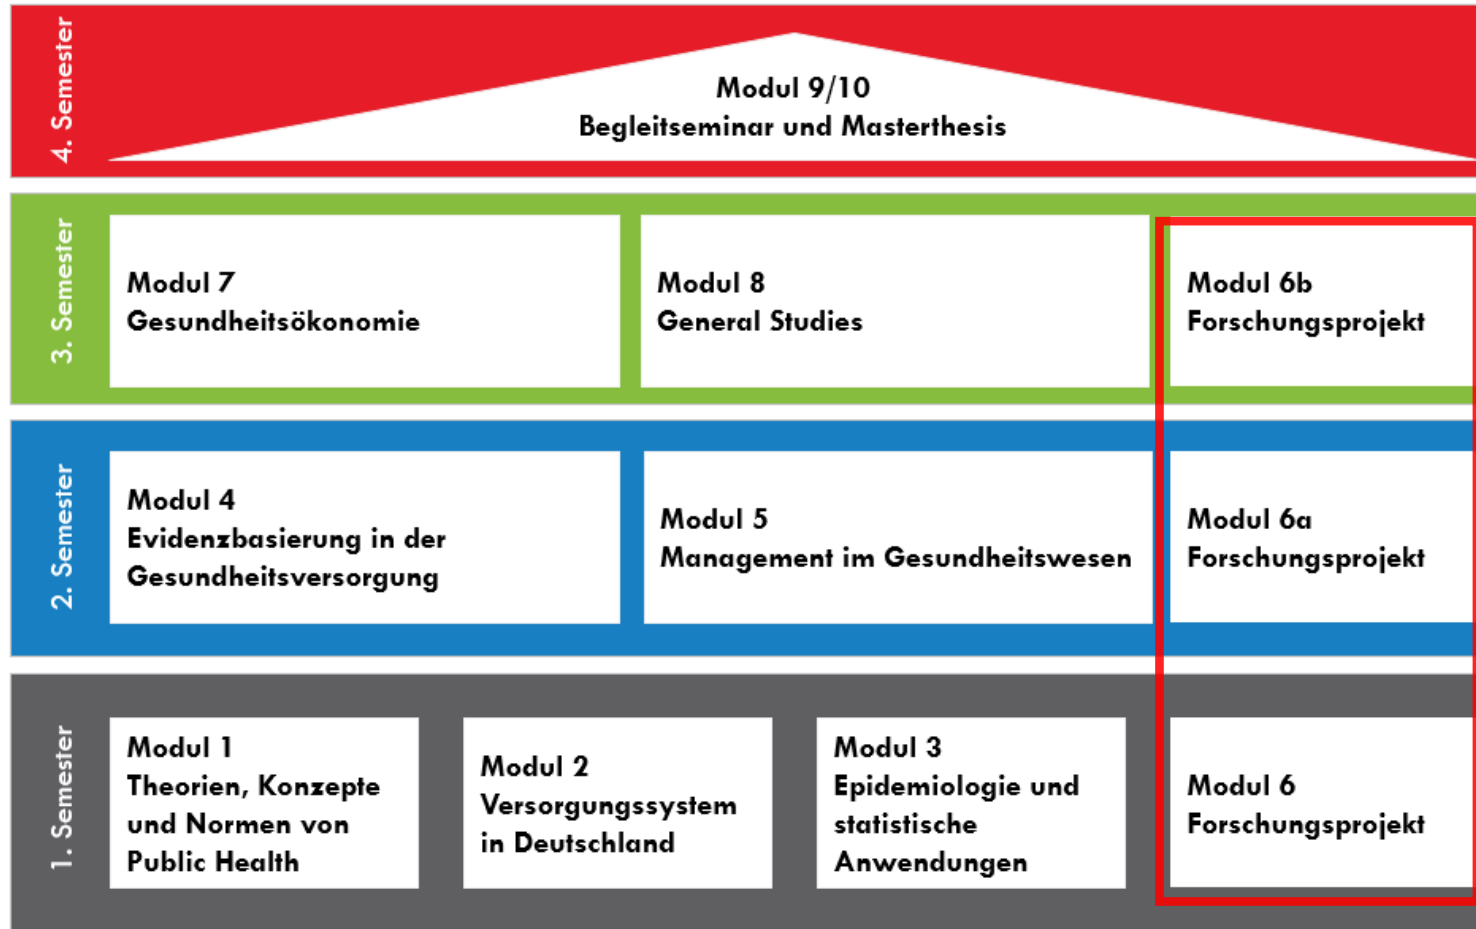 4. Semester
Modul 9/10
Begleitseminar und Masterthesis
3. Semester
Modul 7
Gesundheitsökonomie
Modul 8
General Studies
Modul 6b
Forschungsprojekt
2. Semester
Modul 4
Evidenzbasierung in der
Gesundheitsversorgung
Modul 5
Management im Gesundheitswesen
Modul 6a
Forschungsprojekt
1. Semester
Modul 1
Theorien, Konzepte
und Normen von
Public Health
Modul 2
Versorgungssystem
in Deutschland
Modul 3
Epidemiologie und
statistische
Anwendungen
Modul 6
Forschungsprojekt